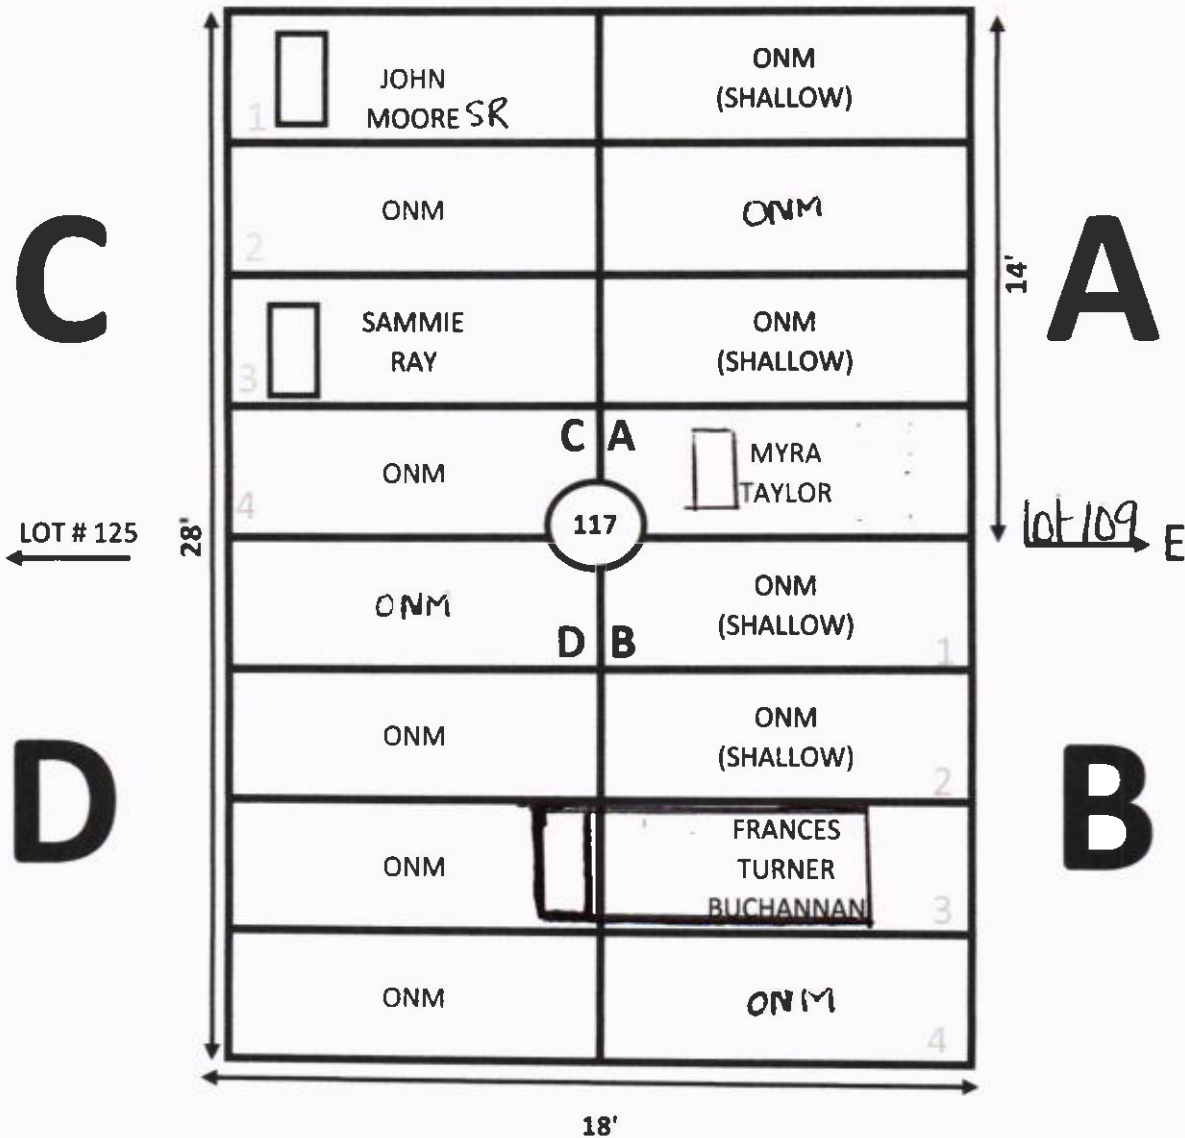 JOHN
MOORE SR
1
ONM
(SHALLOW)
ONM
2
ONM
C
A
14'
SAMMIE
RAY
3
ONM
(SHALLOW)
C A
ONM
4
MYRA
TAYLOR
117
LOT # 125
28'
lot 109
E
ONM
D B
ONM
(SHALLOW)
1
ONM
ONM
(SHALLOW)
2
D
B
ONM
FRANCES
TURNER
BUCHANNAN
3
ONM
ONM
4
18'